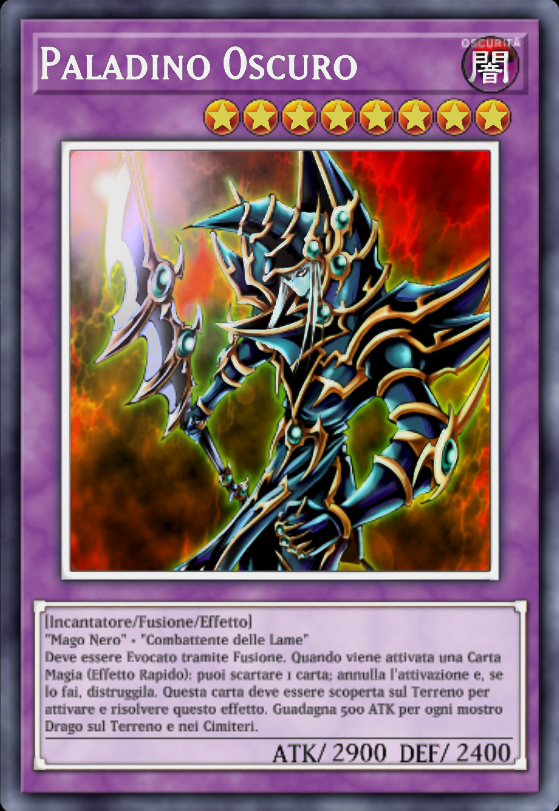 Paladino Oscuro
OSCURITÀ
闇
[Incantatore/Fusione/Effetto]
"Mago Nero" + "Combattente delle Lame"
Deve essere Evocato tramite Fusione. Quando viene attivata una Carta
Magia (Effetto Rapido): puoi scartare 1 carta; annulla l'attivazione e, se
lo fai, distruggila. Questa carta deve essere scoperta sul Terreno per
attivare e risolvere questo effetto. Guadagna 500 ATK per ogni mostro
Drago sul Terreno e nei Cimiteri.
ATK/ 2900 DEF/ 2400